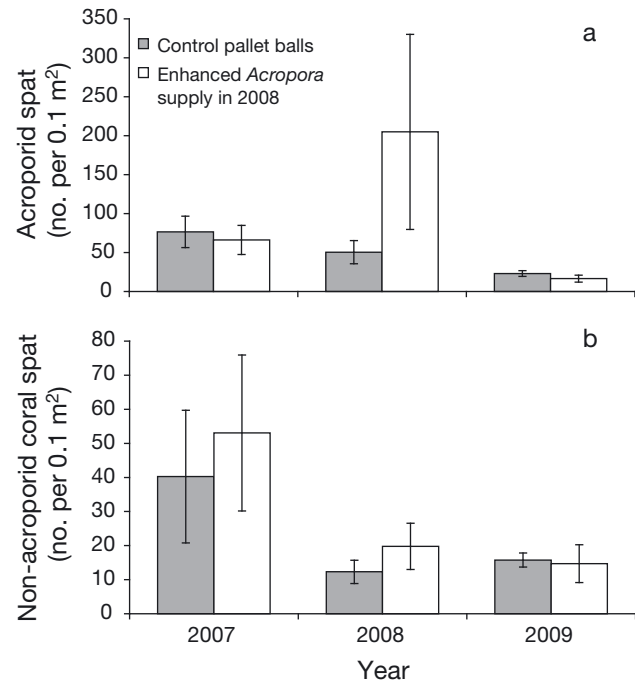 a
Control pallet balls
Enhanced Acropora
supply in 2008
Acroporid spat
(no. per 0.1 m²)
350
300
250
200
150
100
50
0
b
Non-acroporid coral spat
(no. per 0.1 m²)
80
70
60
50
40
30
20
10
0
2007 2008 2009
Year